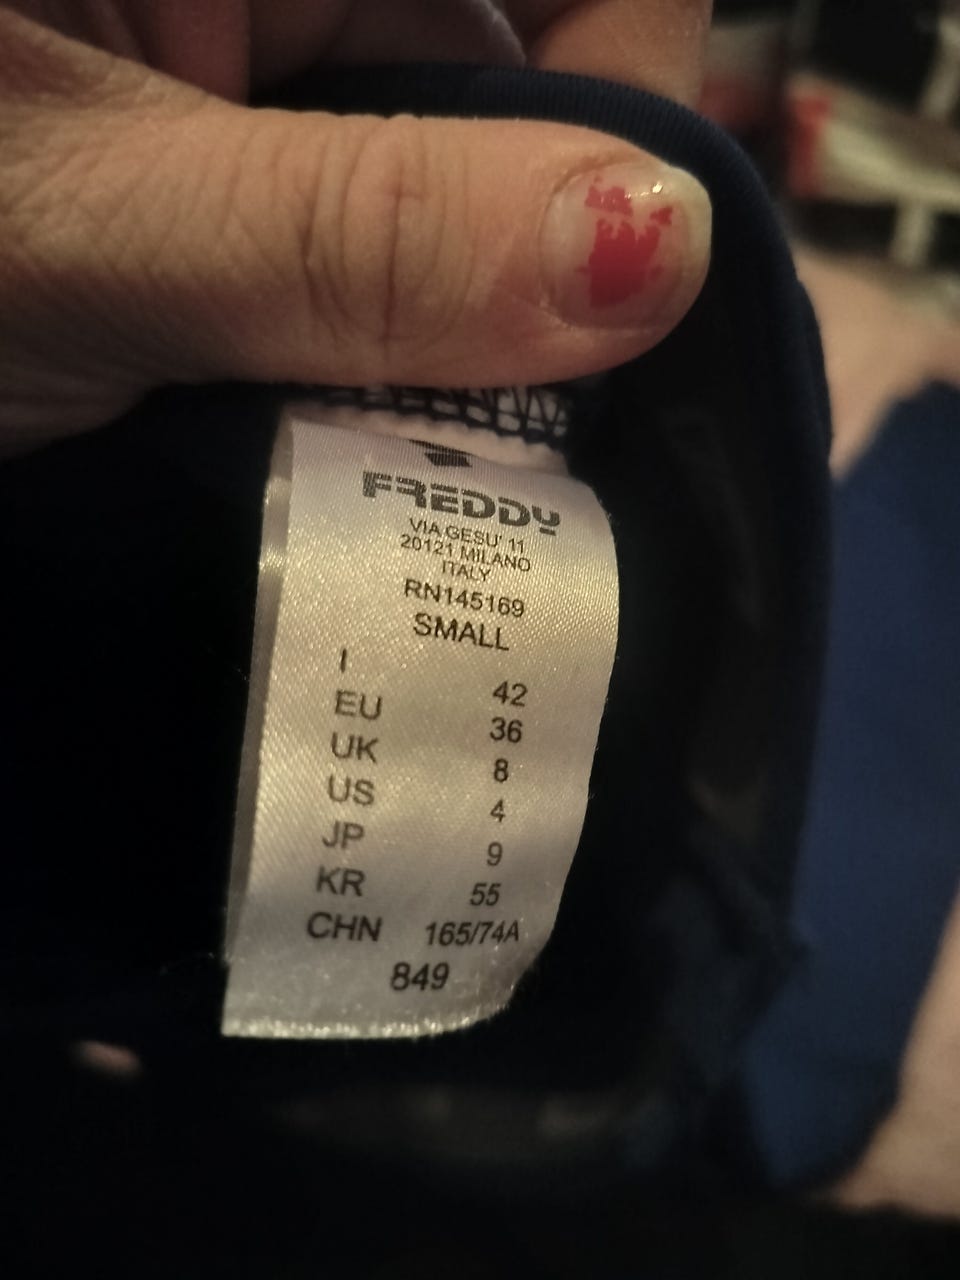 FREDDY
VIA GESU' 11
20121 MILANO
ITALY
RN145169
SMALL
I 42
EU 36
UK 8
US 4
JP 9
KR 55
CHN 165/74A
849